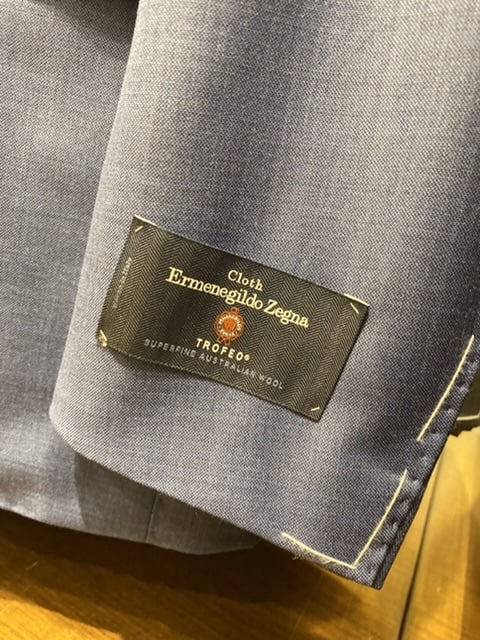 Cloth
Ermenegildo Zegna
TROFEO®
SUPERFINE AUSTRALIAN WOOL